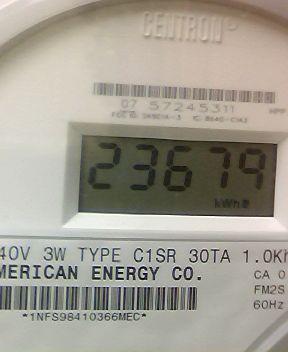 CENTRON
07 57245311
23679
kWh
40V 3W TYPE C1SR 30TA 1.0Kh
MERICAN ENERGY CO.
CA 0
FM2S
60Hz
*1NFS98410366MEC*